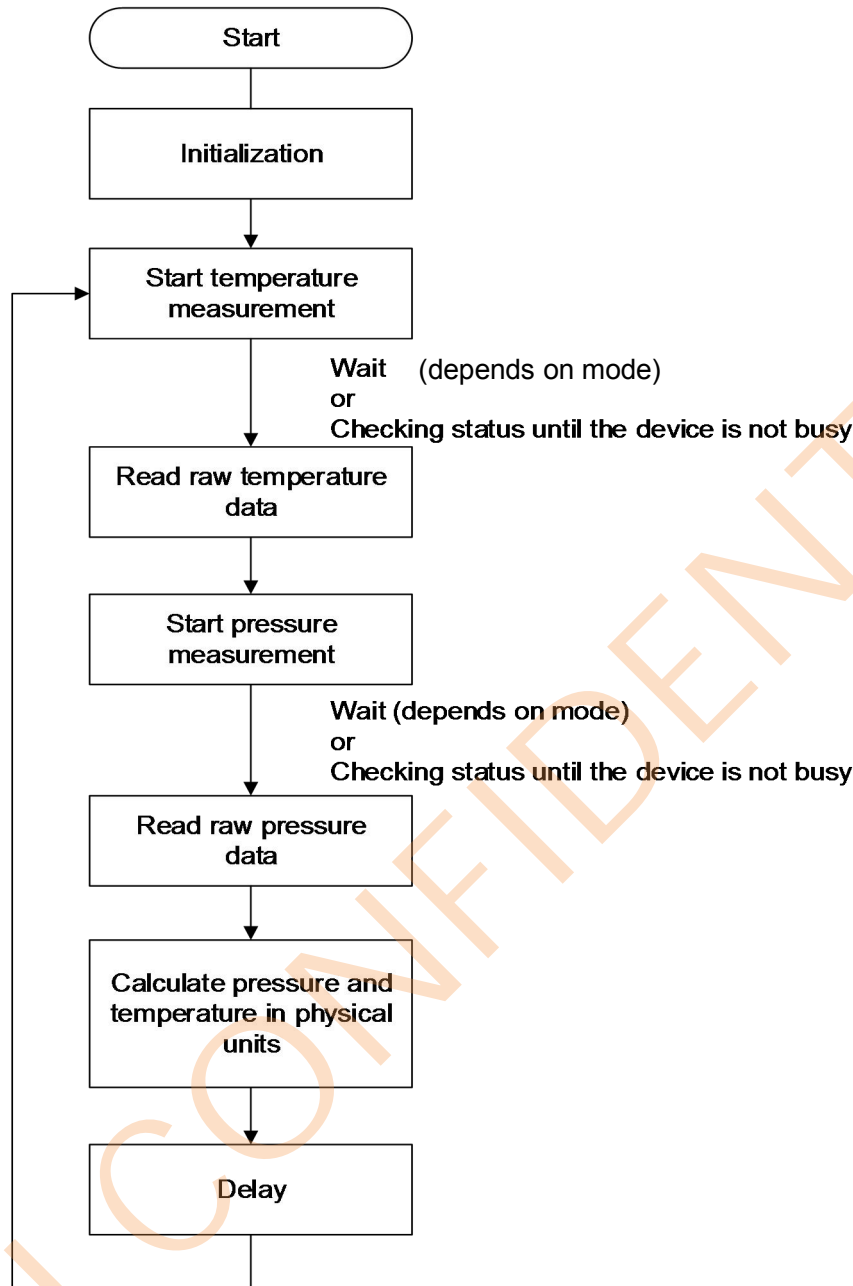 Start
Initialization
Start temperature
measurement
Wait (depends on mode)
or
Checking status until the device is not busy
Read raw temperature
data
Start pressure
measurement
Wait (depends on mode)
or
Checking status until the device is not busy
Read raw pressure
data
Calculate pressure and
temperature in physical
units
Delay
CONFIDENT